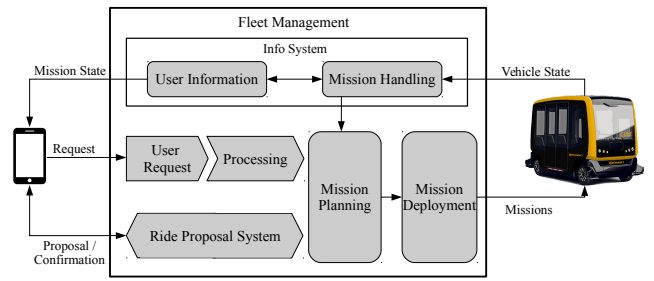 Fleet Management
Info System
Mission State
User Information
Mission Handling
Vehicle State
Request
User
Request
Processing
Mission
Planning
Mission
Deployment
Missions
Ride Proposal System
Proposal /
Confirmation